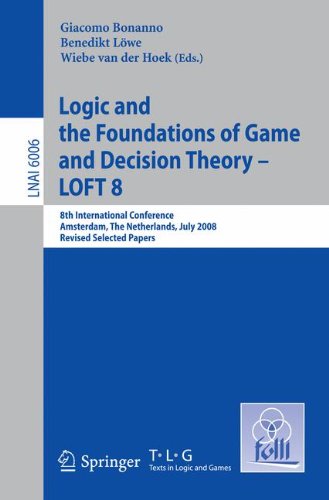 Giacomo Bonanno
Benedikt Löwe
Wiebe van der Hoek (Eds.)
LNAI 6006
Logic and
the Foundations of Game
and Decision Theory –
LOFT 8
8th International Conference
Amsterdam, The Netherlands, July 2008
Revised Selected Papers
Springer
T·L·G
Texts in Logic and Games
folli